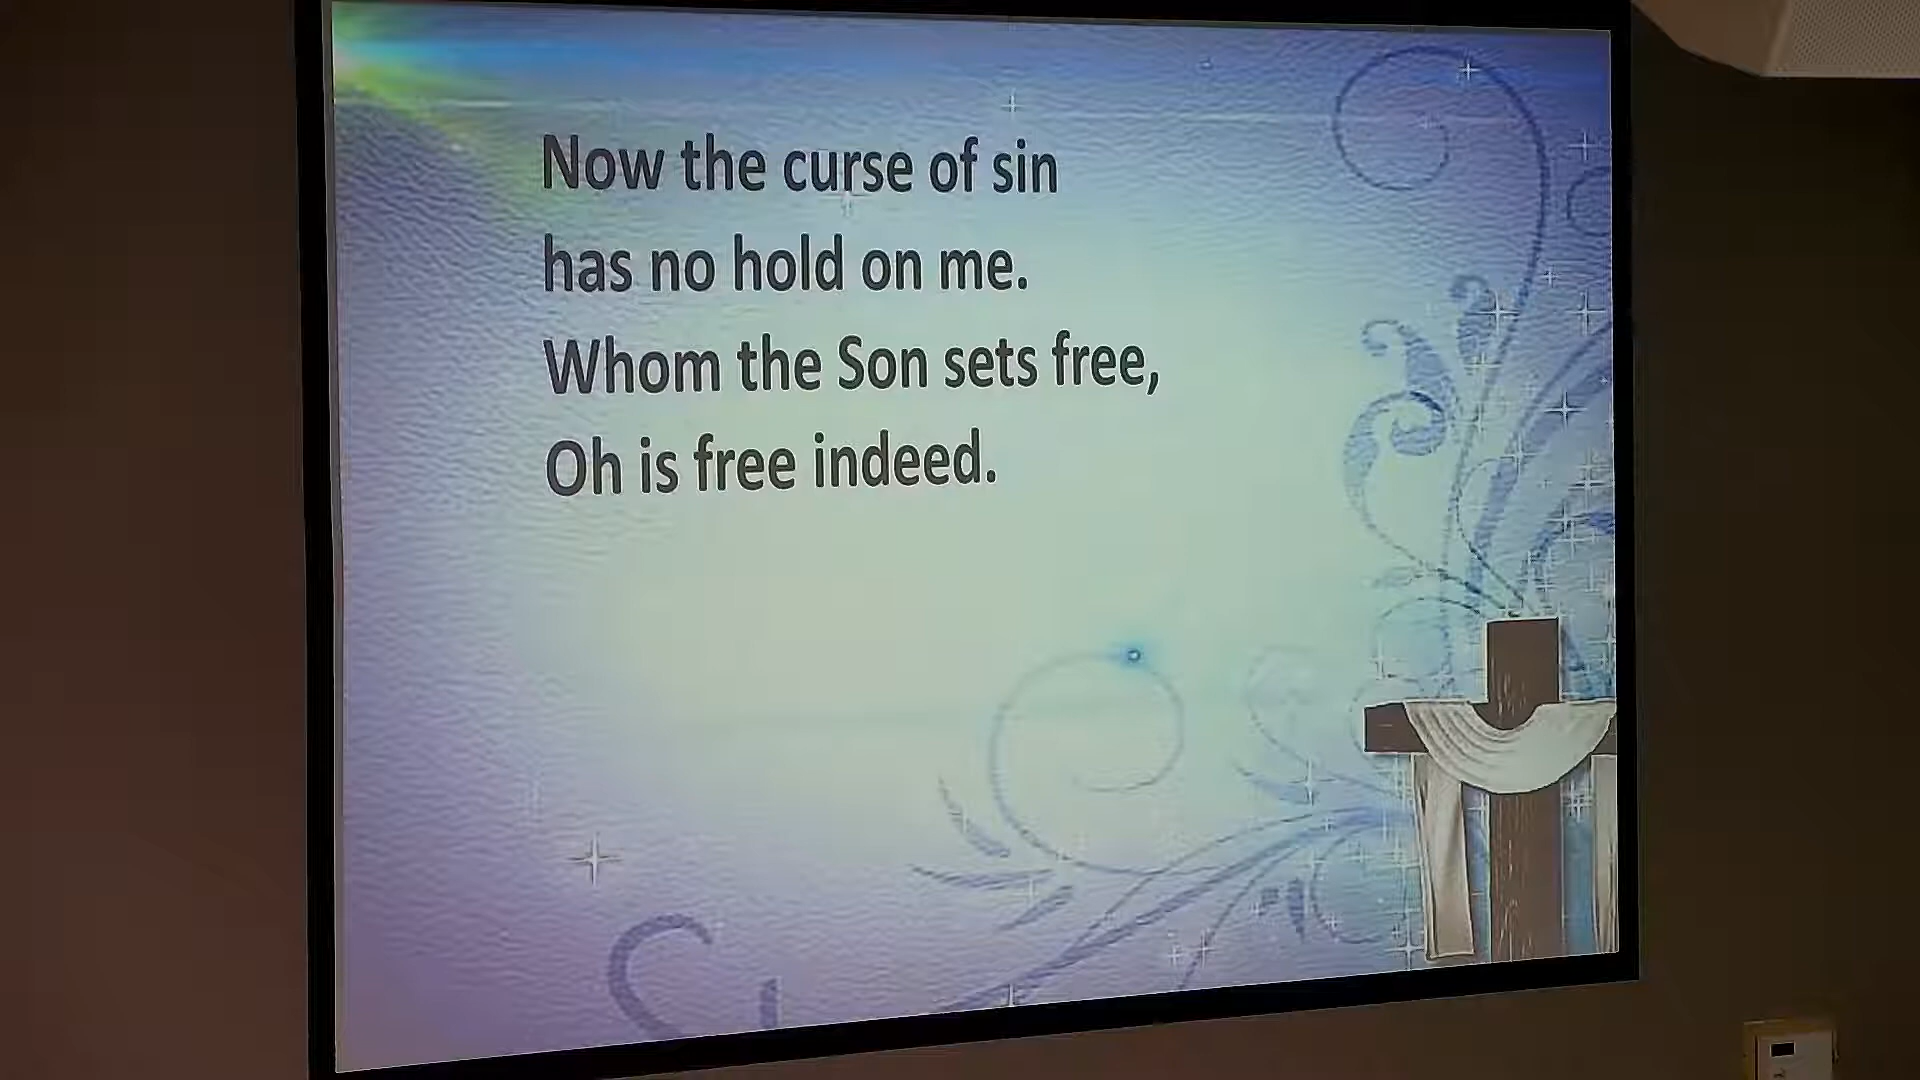 Now the curse of sin
has no hold on me.
Whom the Son sets free,
Oh is free indeed.